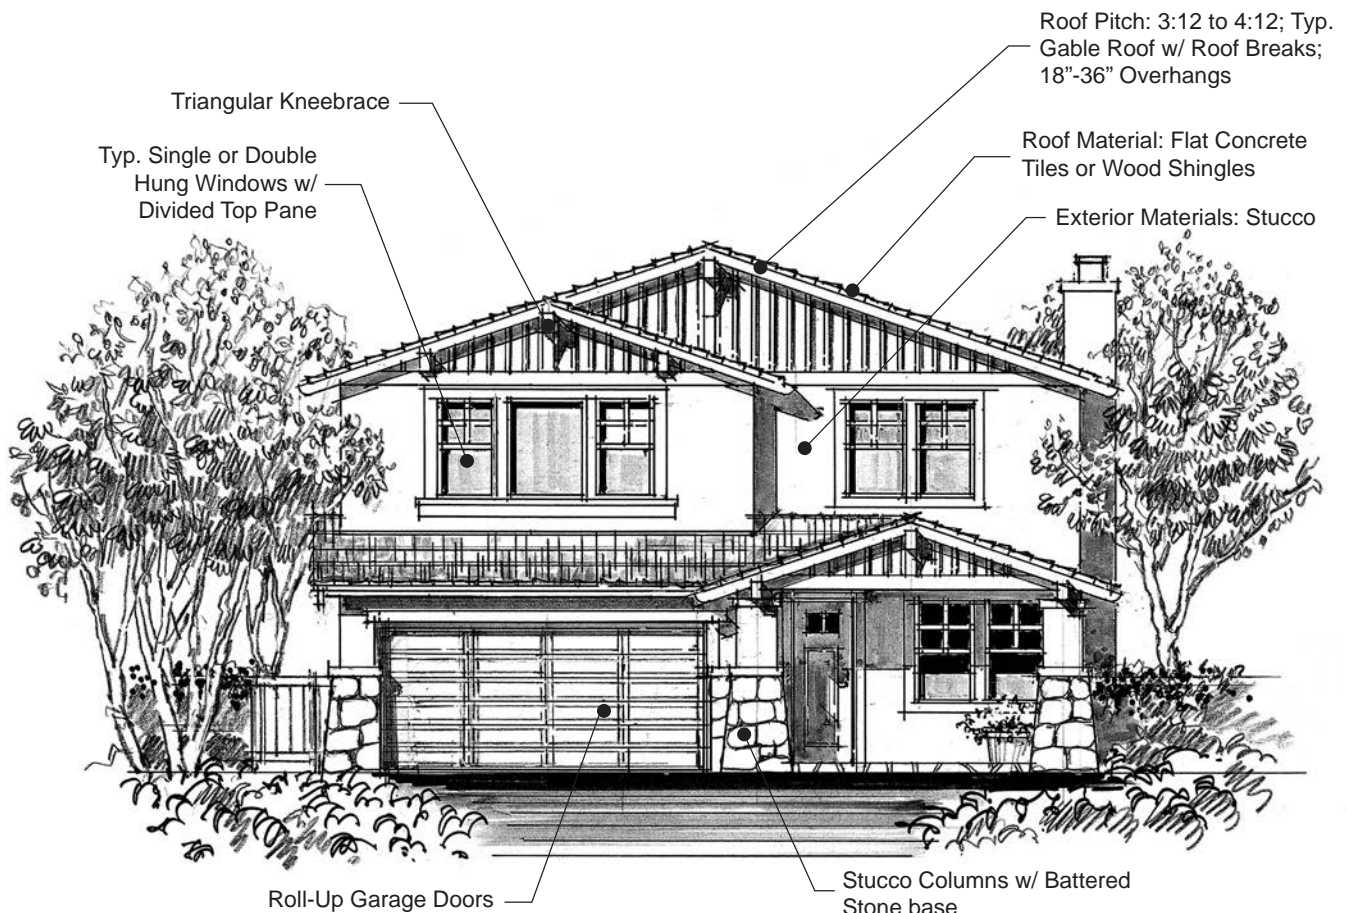 Roof Pitch: 3:12 to 4:12; Typ.
Gable Roof w/ Roof Breaks;
18”-36” Overhangs
Triangular Kneebrace
Typ. Single or Double
Hung Windows w/
Divided Top Pane
Roof Material: Flat Concrete
Tiles or Wood Shingles
Exterior Materials: Stucco
Roll-Up Garage Doors
Stucco Columns w/ Battered
Stone base